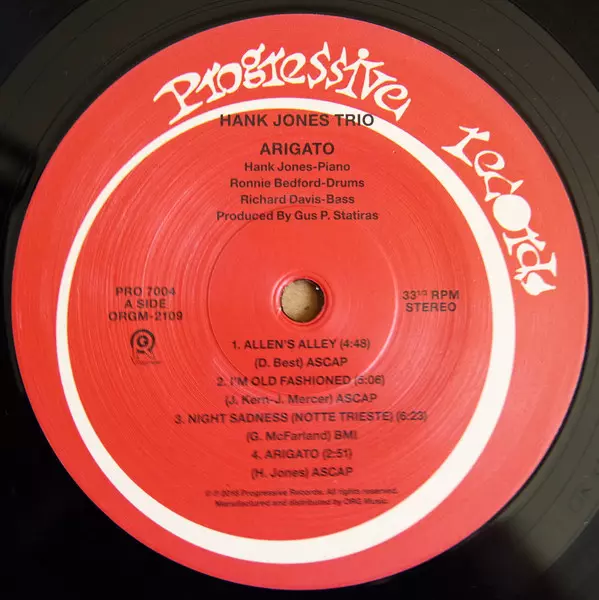 Progressive records
HANK JONES TRIO
ARIGATO
Hank Jones-Piano
Ronnie Bedford-Drums
Richard Davis-Bass
Produced By Gus P. Statiras
PRO 7004
A SIDE
ORGM-2109
33 1/3 RPM
STEREO
1. ALLEN'S ALLEY (4:48)
(D. Best) ASCAP
2. I'M OLD FASHIONED (5:06)
(J. Kern-J. Mercer) ASCAP
3. NIGHT SADNESS (NOTTE TRIESTE) (6:23)
(G. McFarland) BMI
4. ARIGATO (2:51)
(H. Jones) ASCAP
Progressive Records. All rights reserved.
Manufactured and distributed by ORG Music.